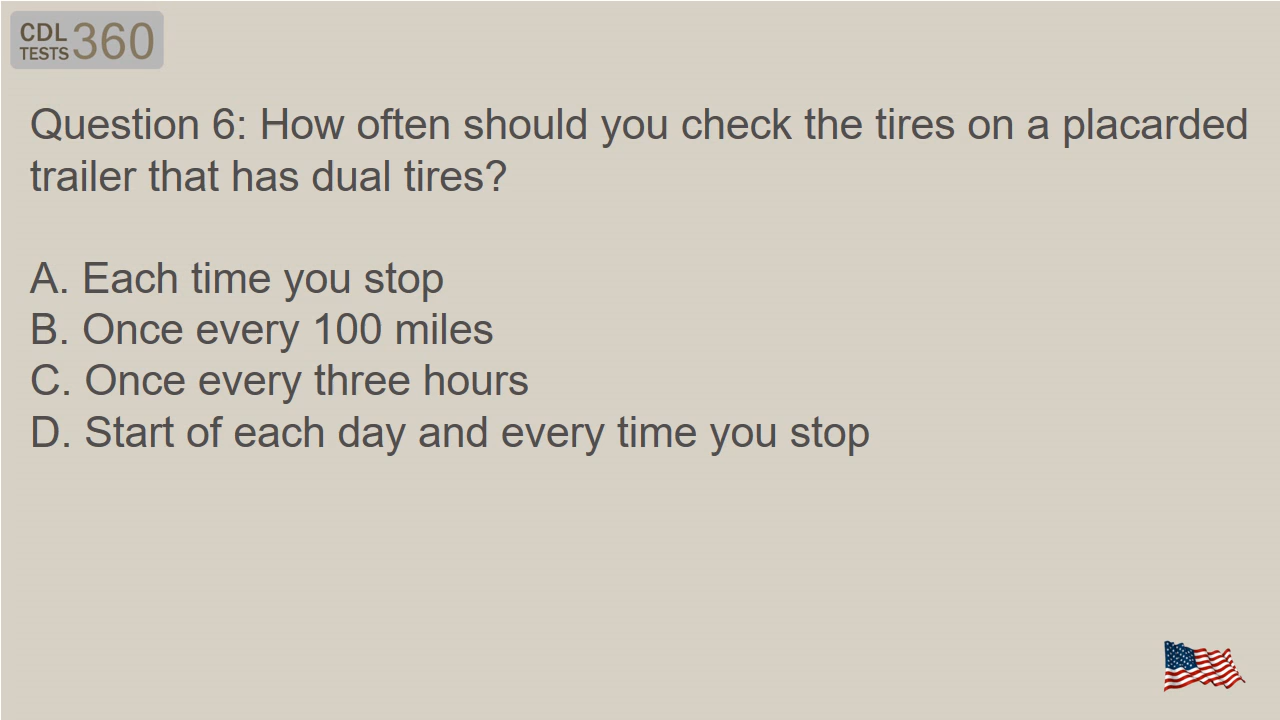 CDL
TESTS 360
Question 6: How often should you check the tires on a placarded
trailer that has dual tires?
A. Each time you stop
B. Once every 100 miles
C. Once every three hours
D. Start of each day and every time you stop